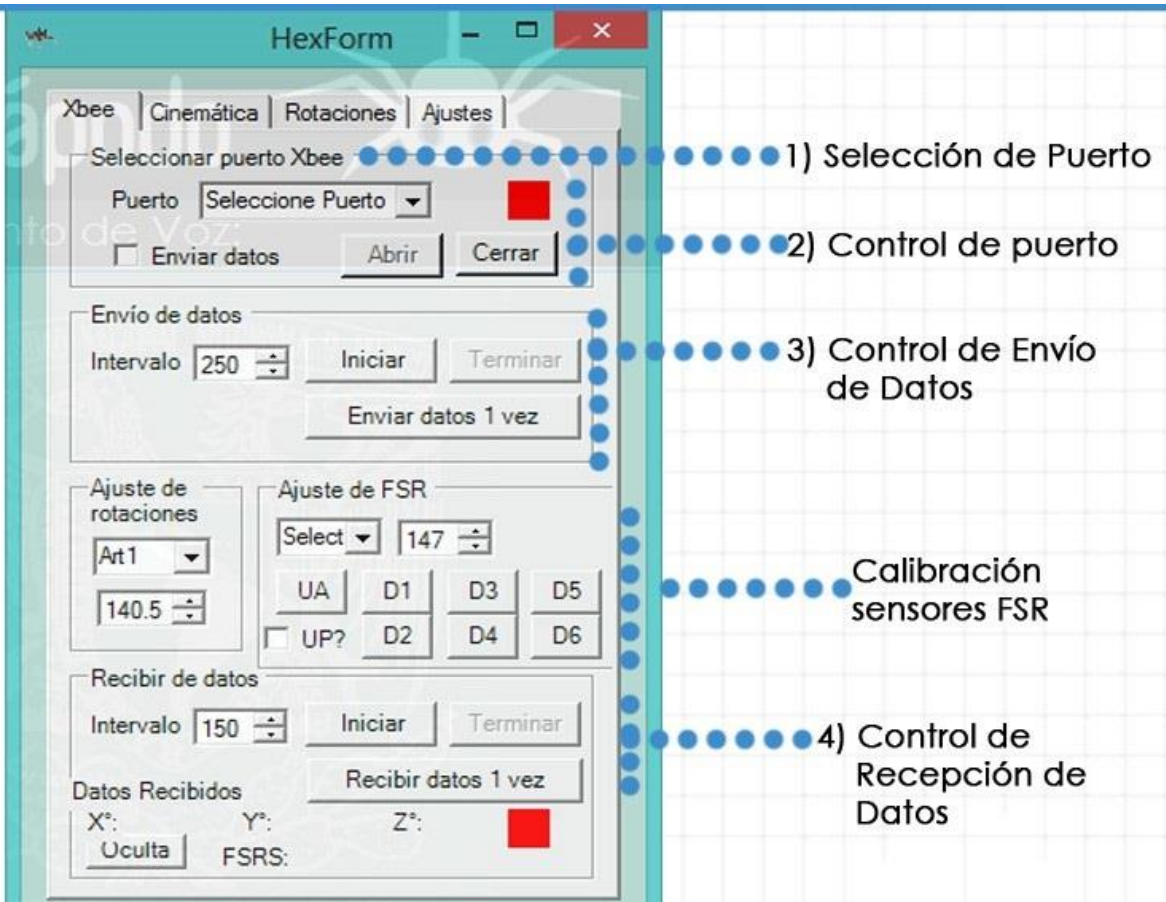 HexForm
Xbee Cinemática Rotaciones Ajustes
Seleccionar puerto Xbee
1) Selección de Puerto
Puerto Seleccione Puerto
de Voz:
Enviar datos Abrir Cerrar
2) Control de puerto
Envío de datos
Intervalo 250 Iniciar Terminar
3) Control de Envío
de Datos
Enviar datos 1 vez
Ajuste de
rotaciones
Art1
140.5
Ajuste de FSR
Select 147
UA D1 D3 D5
UP? D2 D4 D6
Calibración
sensores FSR
Recibir de datos
Intervalo 150 Iniciar Terminar
4) Control de
Recepción de
Datos
Recibir datos 1 vez
Datos Recibidos
X°: Y°: Z°:
Oculta FSRS: